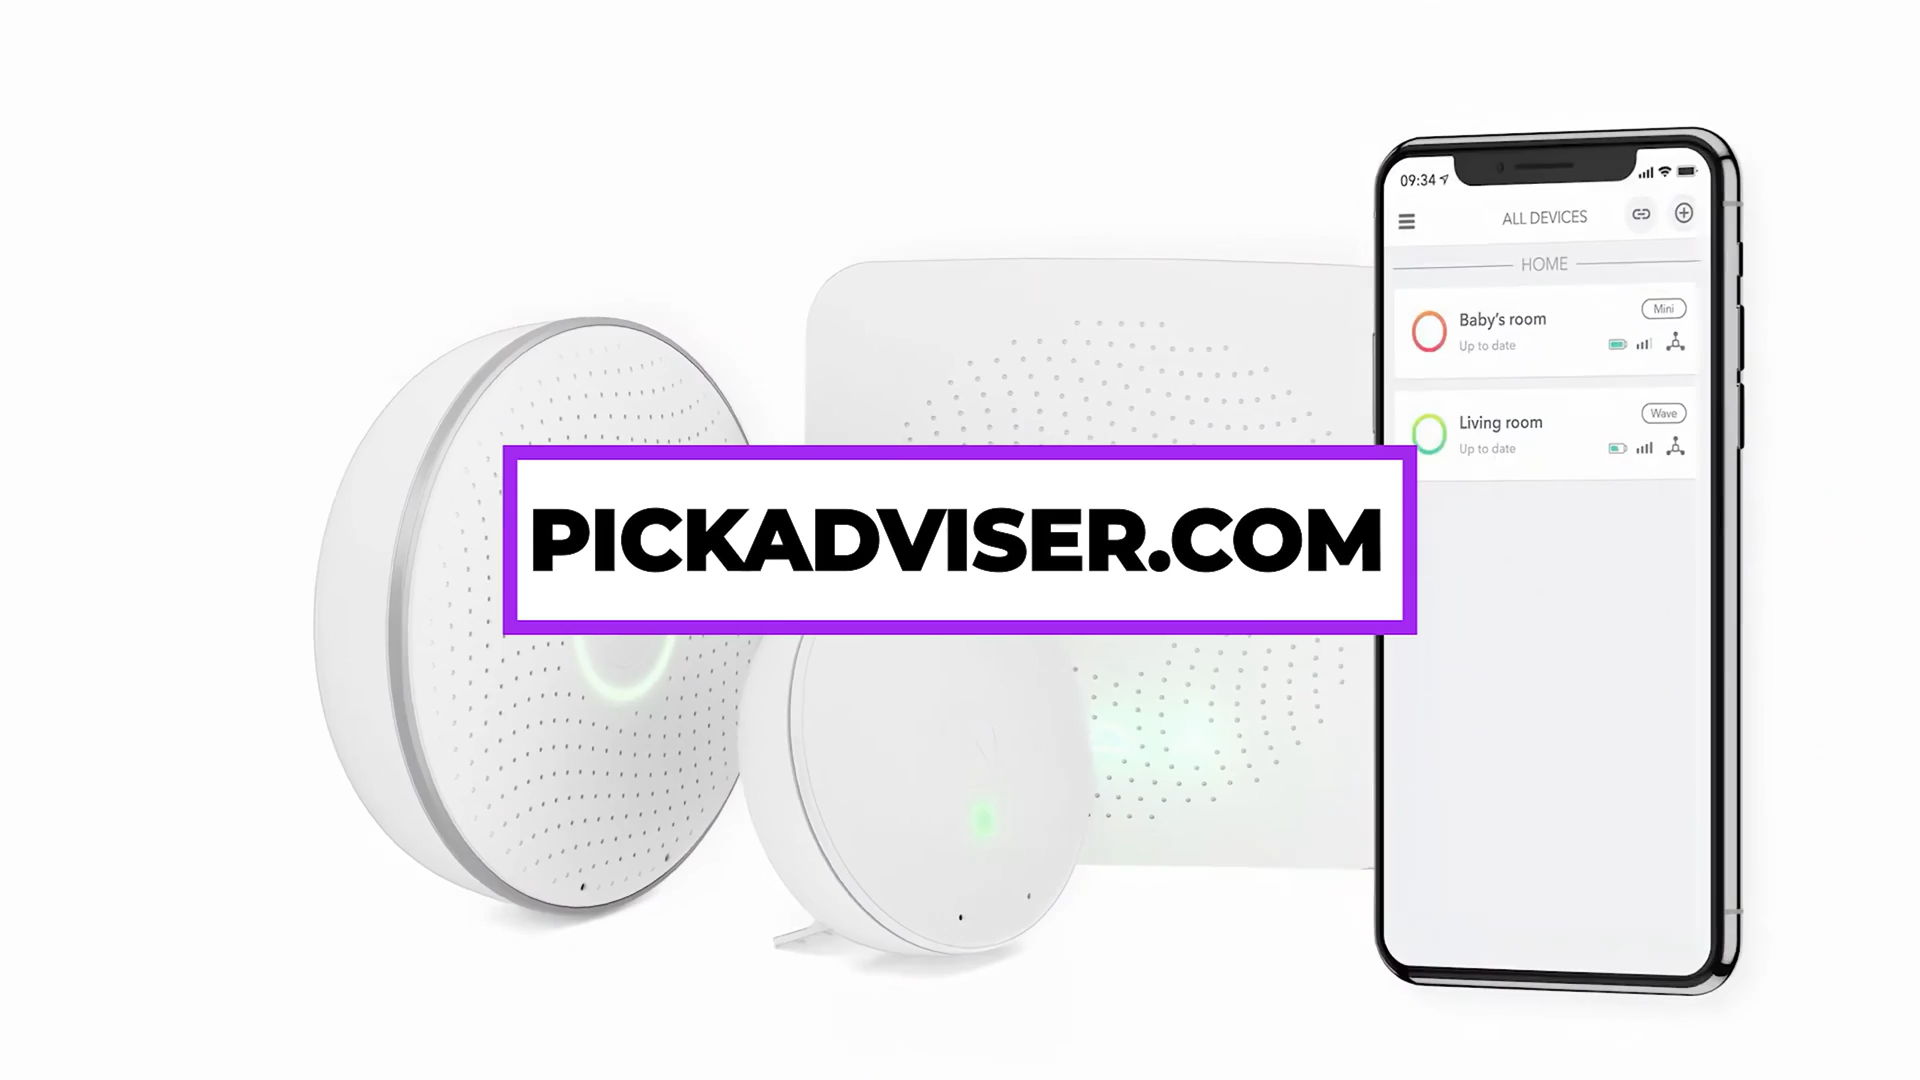 09:34
ALL DEVICES
HOME
Baby's room
Mini
Up to date
Living room
Wave
Up to date
PICKADVISER.COM